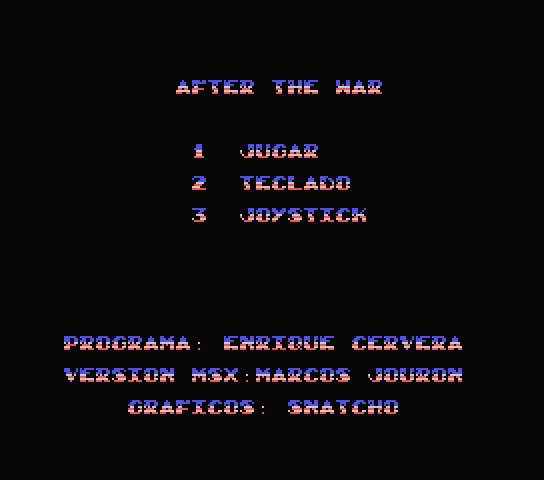 AFTER THE WAR
1 JUGAR
2 TECLADO
3 JOYSTICK
PROGRAMA: ENRIQUE CERVERA
VERSION MSX:MARCOS JOURON
GRAFICOS: SNATCHO